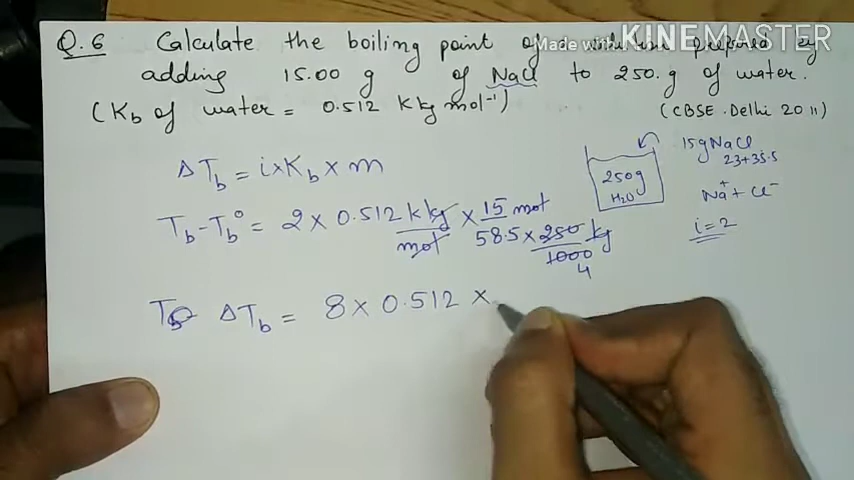 Q.6 Calculate the boiling point of prepared by
Made with KINEMASTER
adding 15.00 g of NaCl to 250. g of water.
(Kb of water = 0.512 K kg mol⁻¹) (CBSE. Delhi 2011)
ΔTb = i×Kb × m
250g
H₂O
15g NaCl
23+35.5
Na⁺ + Cl⁻
i=2
Tb - Tb° = 2 × 0.512 K kg / mol × 15 mol / 58.5 × 250 kg / 1000
4
Tb ΔTb = 8 × 0.512 ×